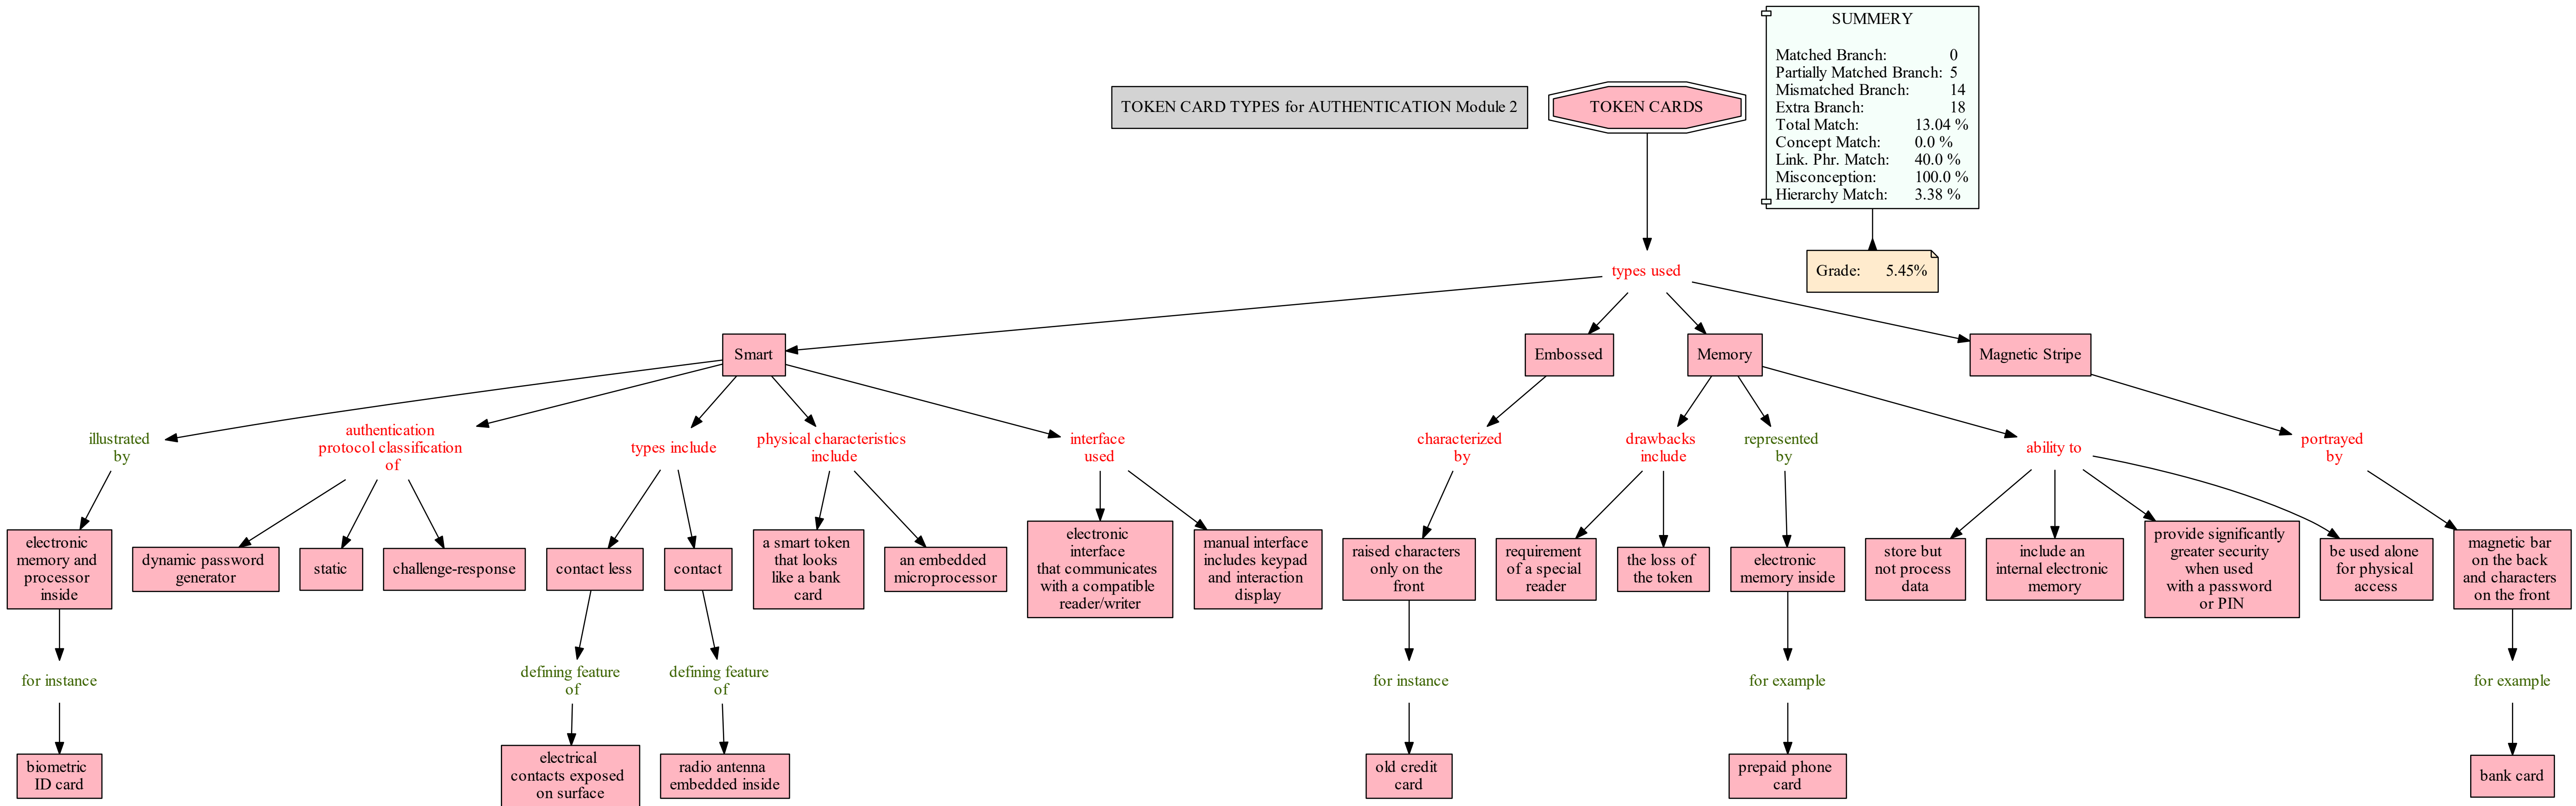 SUMMERY
Matched Branch: 0
Partially Matched Branch: 5
Mismatched Branch: 14
Extra Branch: 18
Total Match: 13.04 %
Concept Match: 0.0 %
Link. Phr. Match: 40.0 %
Misconception: 100.0 %
Hierarchy Match: 3.38 %
TOKEN CARD TYPES for AUTHENTICATION Module 2
TOKEN CARDS
Grade: 5.45%
types used
Smart
Embossed
Memory
Magnetic Stripe
illustrated
by
authentication
protocol classification
of
types include
physical characteristics
include
interface
used
characterized
by
drawbacks
include
represented
by
ability to
portrayed
by
electronic
memory and
processor
inside
dynamic password
generator
static
challenge-response
contact less
contact
a smart token
that looks
like a bank
card
an embedded
microprocessor
electronic
interface
that communicates
with a compatible
reader/writer
manual interface
includes keypad
and interaction
display
raised characters
only on the
front
requirement
of a special
reader
the loss of
the token
electronic
memory inside
store but
not process
data
include an
internal electronic
memory
provide significantly
greater security
when used
with a password
or PIN
be used alone
for physical
access
magnetic bar
on the back
and characters
on the front
for instance
defining feature
of
defining feature
of
for instance
for example
for example
biometric
ID card
electrical
contacts exposed
on surface
radio antenna
embedded inside
old credit
card
prepaid phone
card
bank card